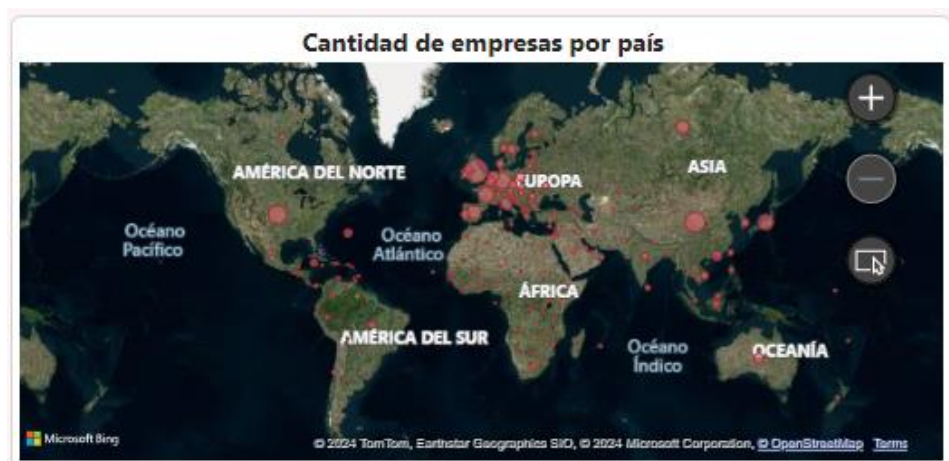 Cantidad de empresas por país
AMÉRICA DEL NORTE
EUROPA
ASIA
Océano
Pacífico
Océano
Atlántico
ÁFRICA
AMÉRICA DEL SUR
Océano
Índico
OCEANÍA
Microsoft Bing
© 2024 TomTom, Earthstar Geographics SIO, © 2024 Microsoft Corporation, © OpenStreetMap Terms